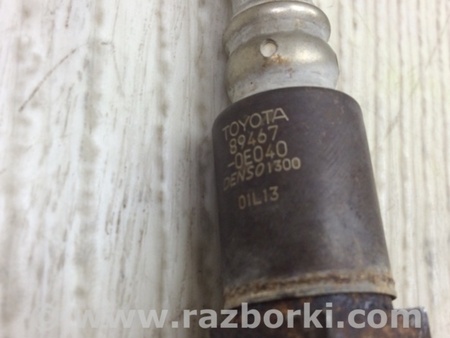 TOYOTA
89467
-0E040
DENSO1300
01L13
www.razborki.com